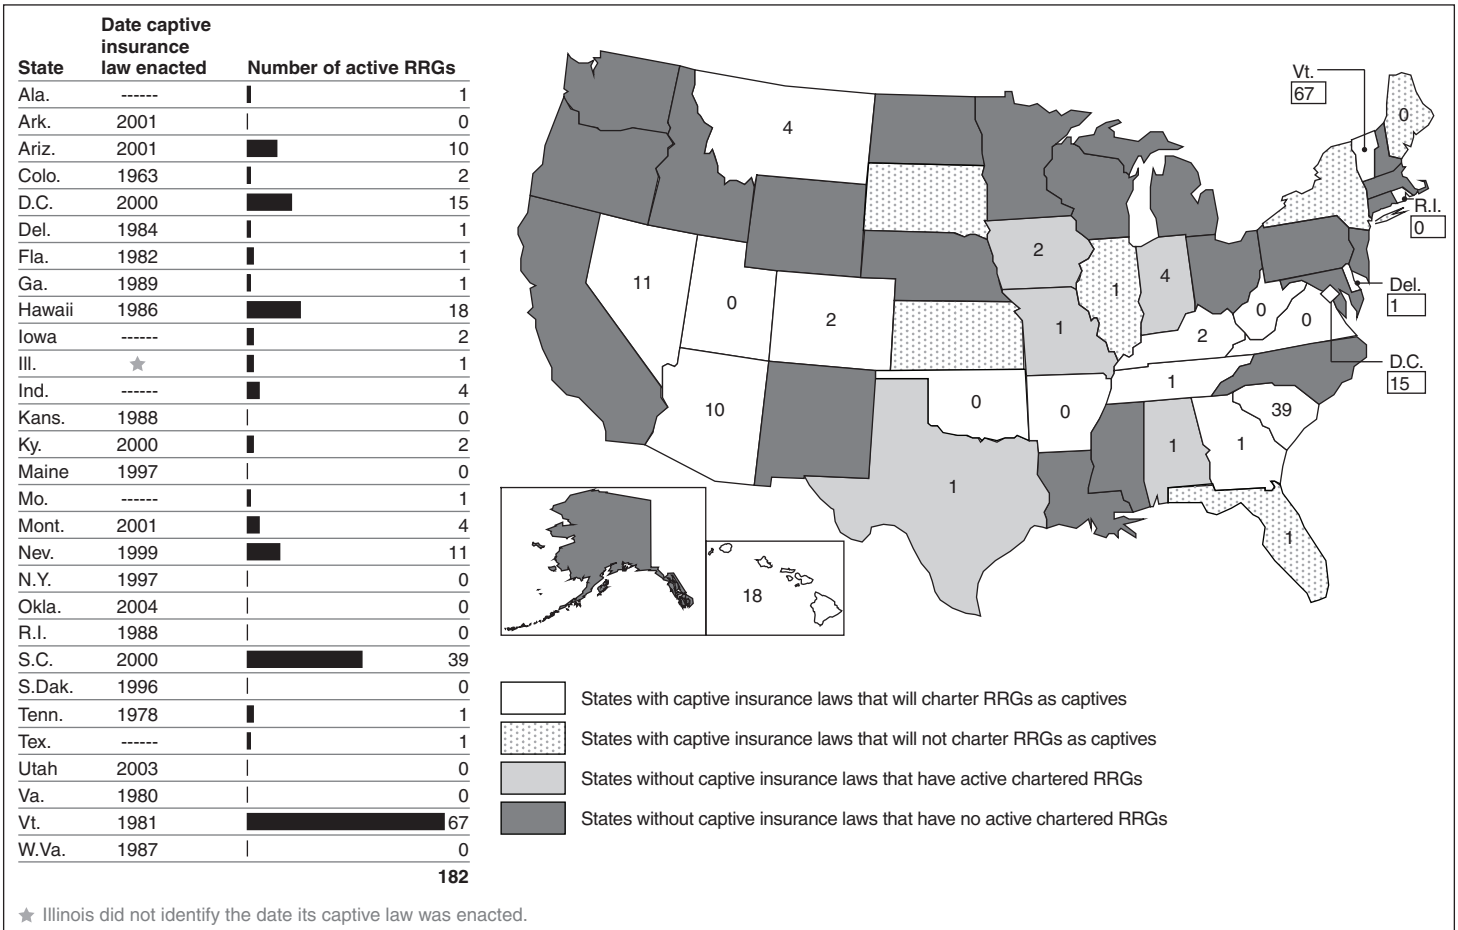 Date captive
insurance
State law enacted Number of active RRGs
Ala. ------ 1
Ark. 2001 0
Ariz. 2001 10
Colo. 1963 2
D.C. 2000 15
Del. 1984 1
Fla. 1982 1
Ga. 1989 1
Hawaii 1986 18
Iowa ------ 2
Ill. ★ 1
Ind. ------ 4
Kans. 1988 0
Ky. 2000 2
Maine 1997 0
Mo. ------ 1
Mont. 2001 4
Nev. 1999 11
N.Y. 1997 0
Okla. 2004 0
R.I. 1988 0
S.C. 2000 39
S.Dak. 1996 0
Tenn. 1978 1
Tex. ------ 1
Utah 2003 0
Va. 1980 0
Vt. 1981 67
W.Va. 1987 0
182
★ Illinois did not identify the date its captive law was enacted.
Vt.
67
0
4
R.I.
0
2
4
11
1
Del.
1
0
0
0
2
1
2
D.C.
15
1
10
0
0
39
1
1
1
1
18
States with captive insurance laws that will charter RRGs as captives
States with captive insurance laws that will not charter RRGs as captives
States without captive insurance laws that have active chartered RRGs
States without captive insurance laws that have no active chartered RRGs